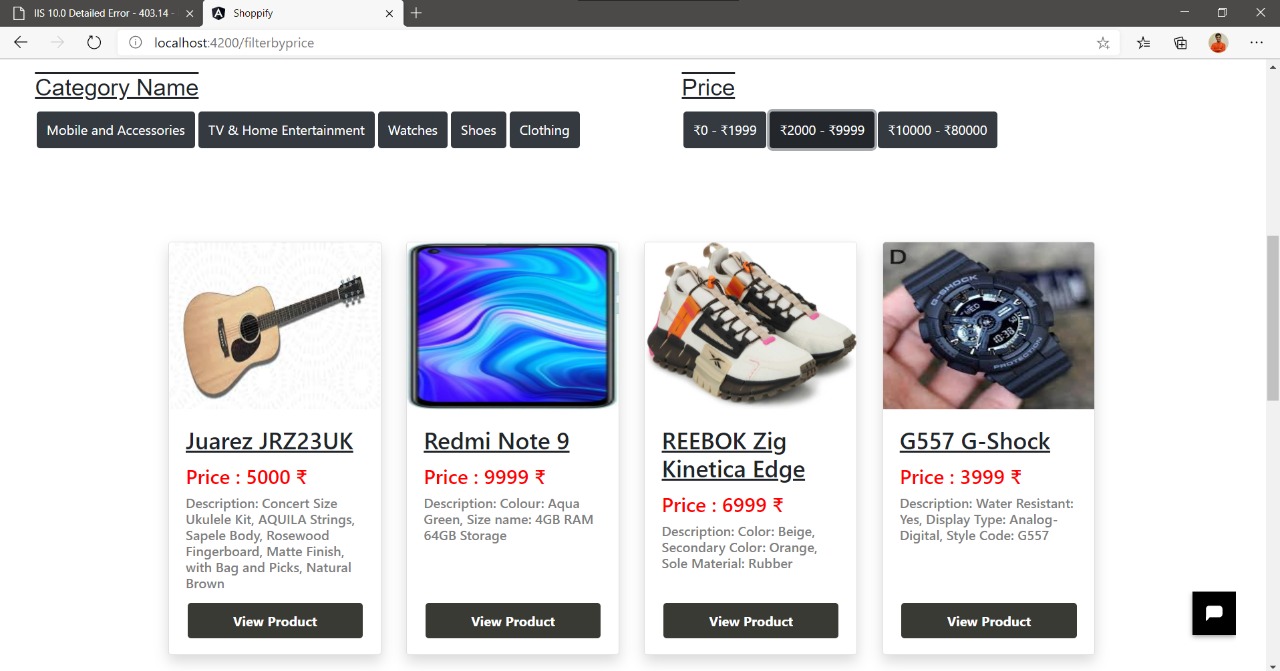 IIS 10.0 Detailed Error - 403.14 -
Shoppify
localhost:4200/filterbyprice
Category Name
Price
Mobile and Accessories
TV & Home Entertainment
Watches
Shoes
Clothing
₹0 - ₹1999
₹2000 - ₹9999
₹10000 - ₹80000
D
G-SHOCK
PROTECTION
Juarez JRZ23UK
Price : 5000 ₹
Description: Concert Size
Ukulele Kit, AQUILA Strings,
Sapele Body, Rosewood
Fingerboard, Matte Finish,
with Bag and Picks, Natural
Brown
View Product
Redmi Note 9
Price : 9999 ₹
Description: Colour: Aqua
Green, Size name: 4GB RAM
64GB Storage
View Product
REEBOK Zig
Kinetica Edge
Price : 6999 ₹
Description: Color: Beige,
Secondary Color: Orange,
Sole Material: Rubber
View Product
G557 G-Shock
Price : 3999 ₹
Description: Water Resistant:
Yes, Display Type: Analog-
Digital, Style Code: G557
View Product